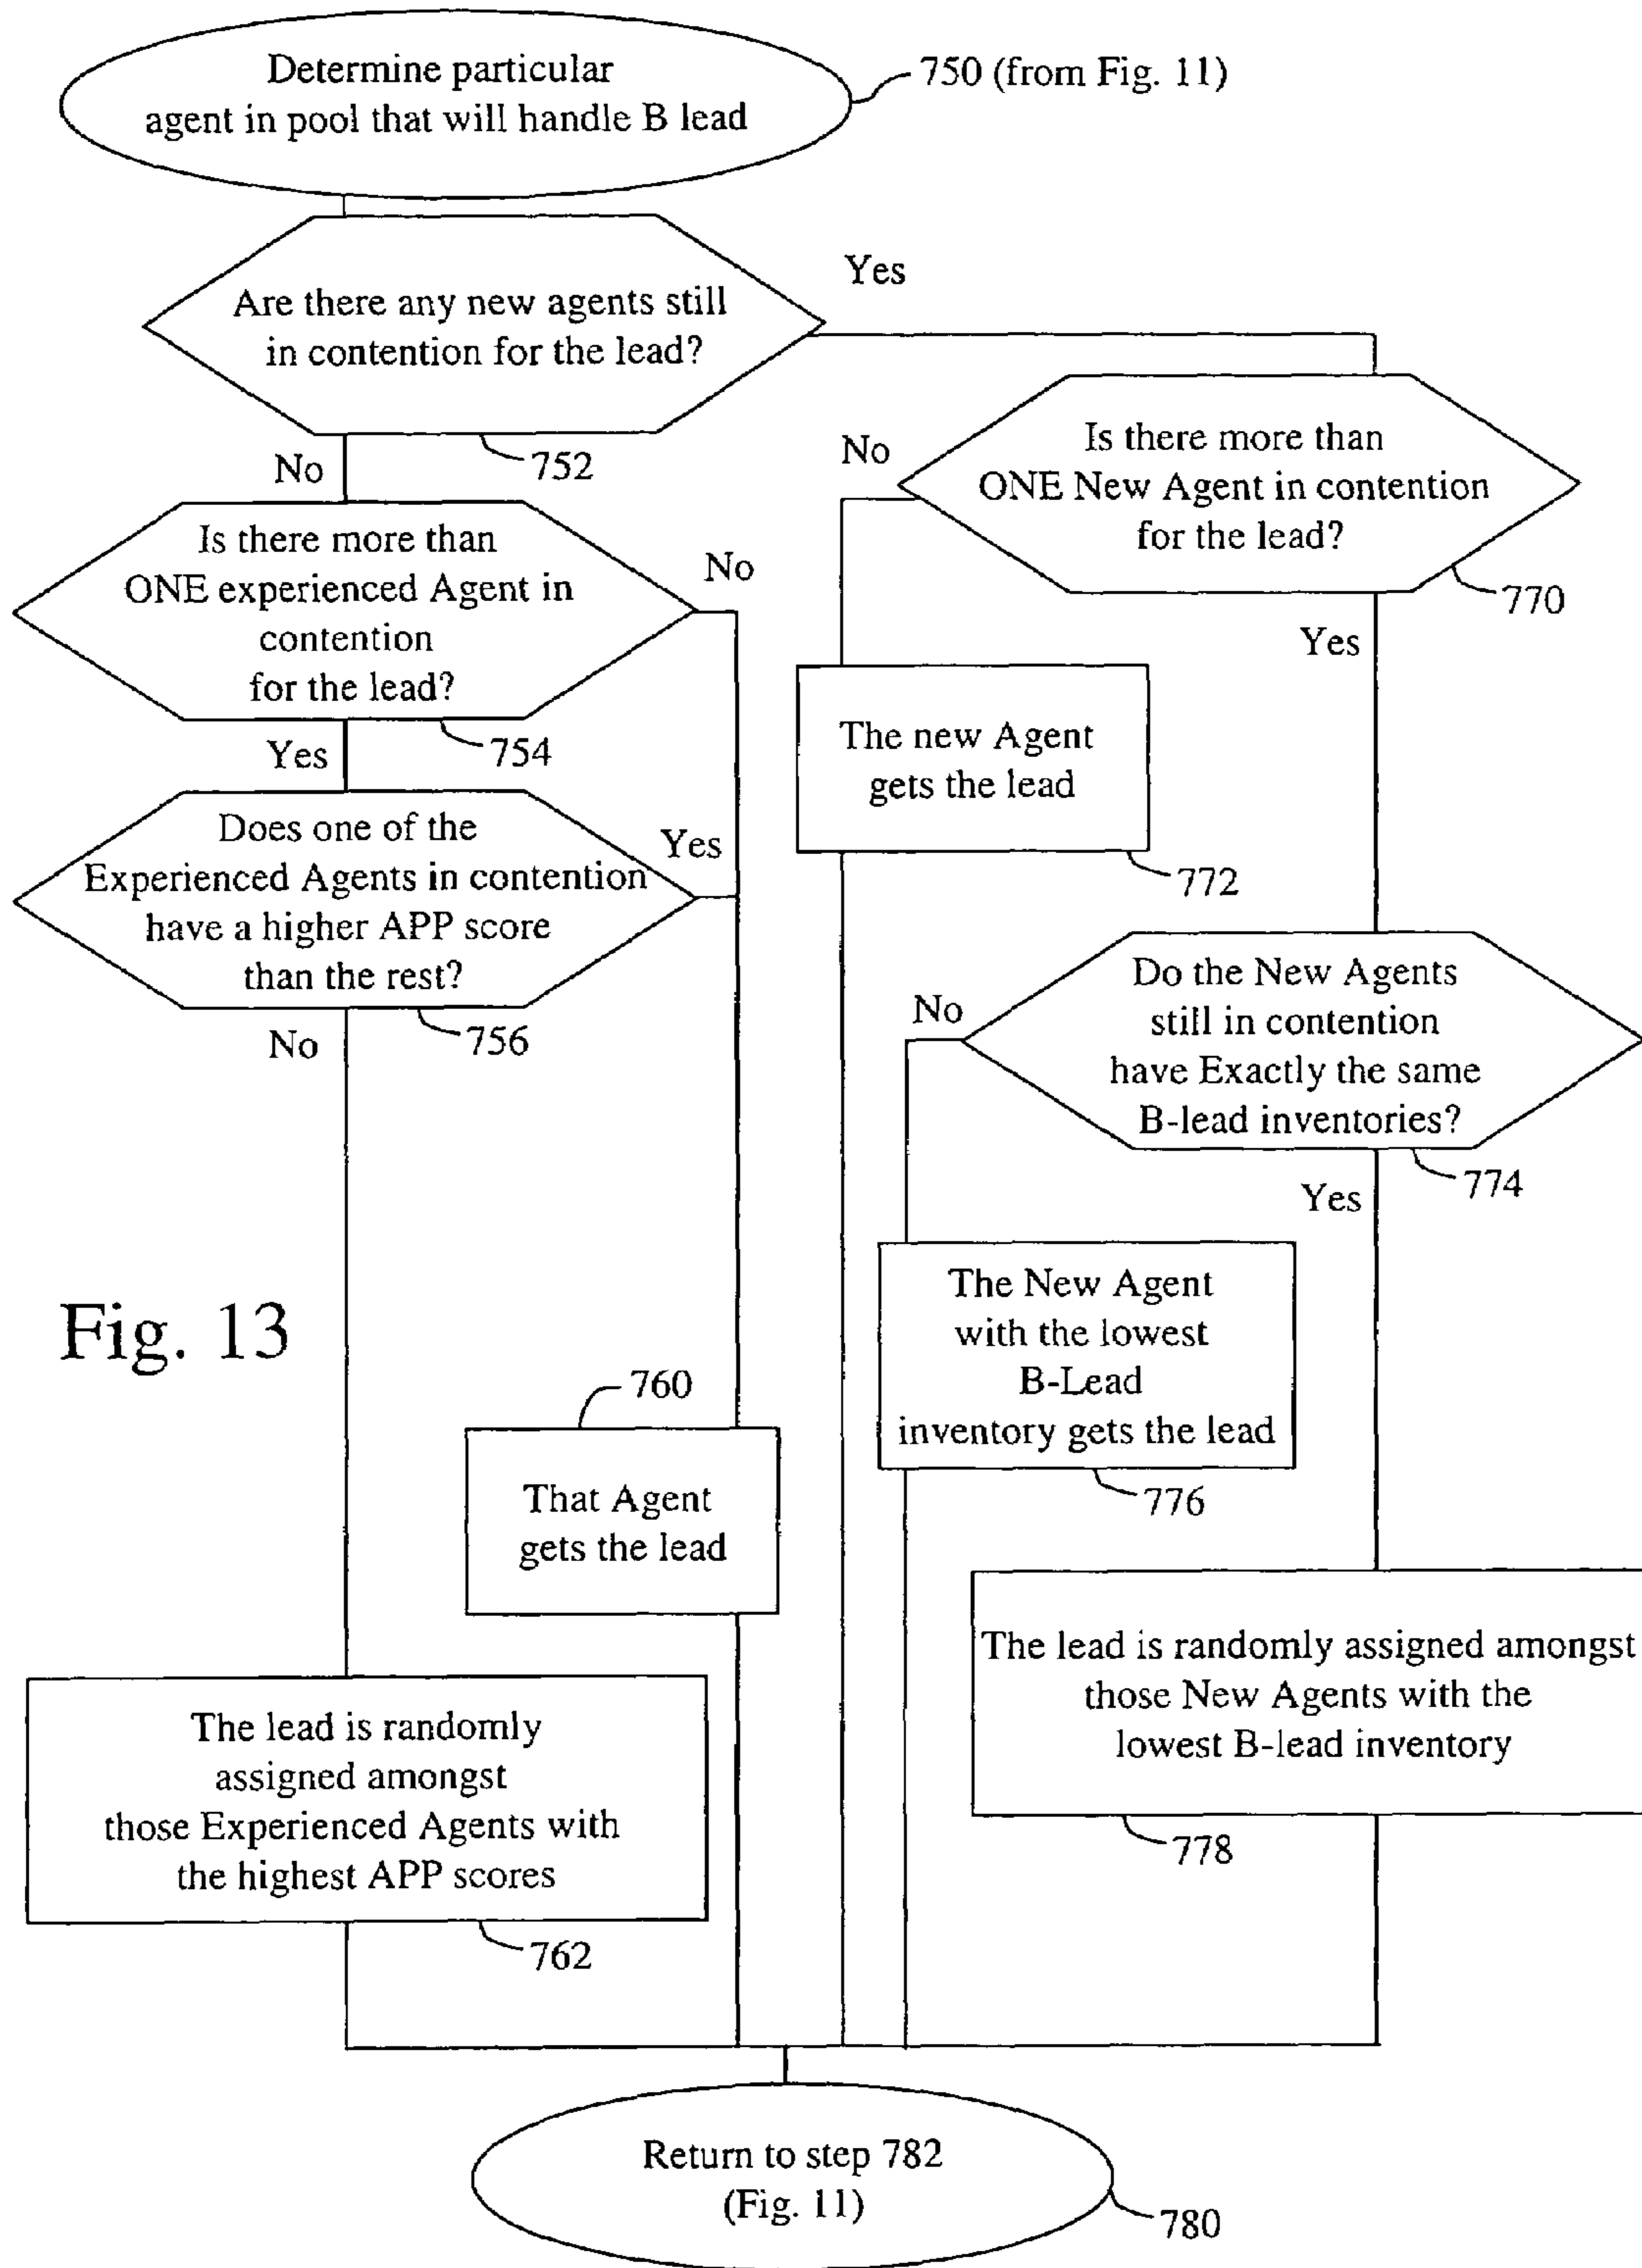 Determine particular
agent in pool that will handle B lead
750 (from Fig. 11)
Are there any new agents still
in contention for the lead?
752
Yes
No
Is there more than
ONE experienced Agent in
contention
for the lead?
754
No
Yes
Does one of the
Experienced Agents in contention
have a higher APP score
than the rest?
756
Yes
No
Is there more than
ONE New Agent in contention
for the lead?
770
No
Yes
The new Agent
gets the lead
772
Do the New Agents
still in contention
have Exactly the same
B-lead inventories?
774
No
Yes
The New Agent
with the lowest
B-Lead
inventory gets the lead
776
Fig. 13
760
That Agent
gets the lead
The lead is randomly assigned amongst
those New Agents with the
lowest B-lead inventory
778
The lead is randomly
assigned amongst
those Experienced Agents with
the highest APP scores
762
Return to step 782
(Fig. 11)
780